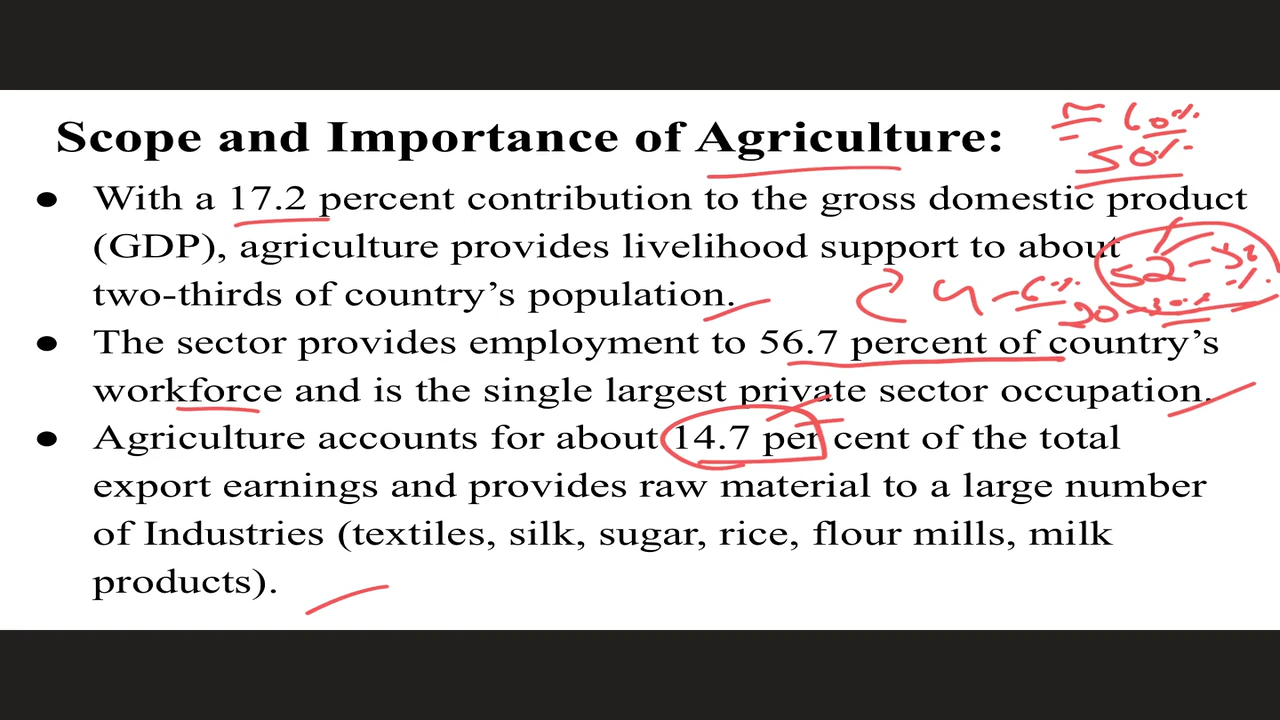 Scope and Importance of Agriculture:
≈ 60%
50%
● With a 17.2 percent contribution to the gross domestic product
(GDP), agriculture provides livelihood support to about
52 -
two-thirds of country’s population.
4 - 6%
● The sector provides employment to 56.7 percent of country’s
workforce and is the single largest private sector occupation.
● Agriculture accounts for about 14.7 per cent of the total
export earnings and provides raw material to a large number
of Industries (textiles, silk, sugar, rice, flour mills, milk
products).